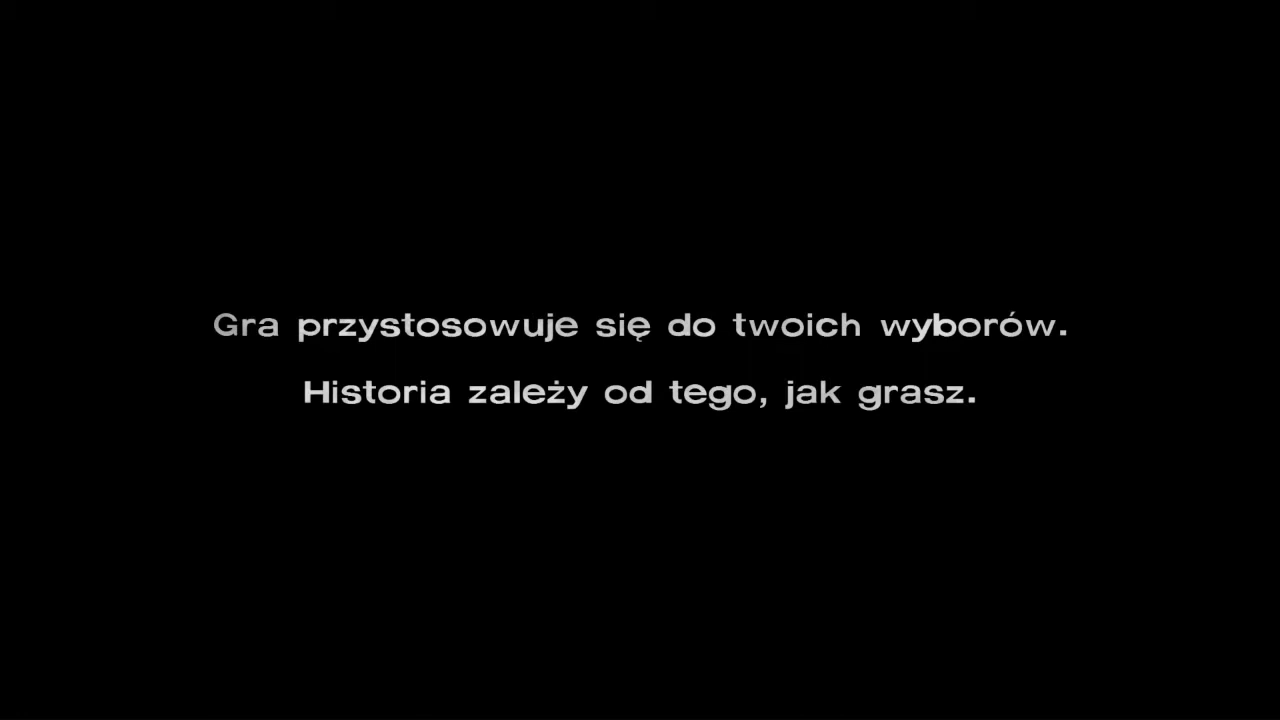 Gra przystosowuje się do twoich wyborów.
Historia zależy od tego, jak grasz.